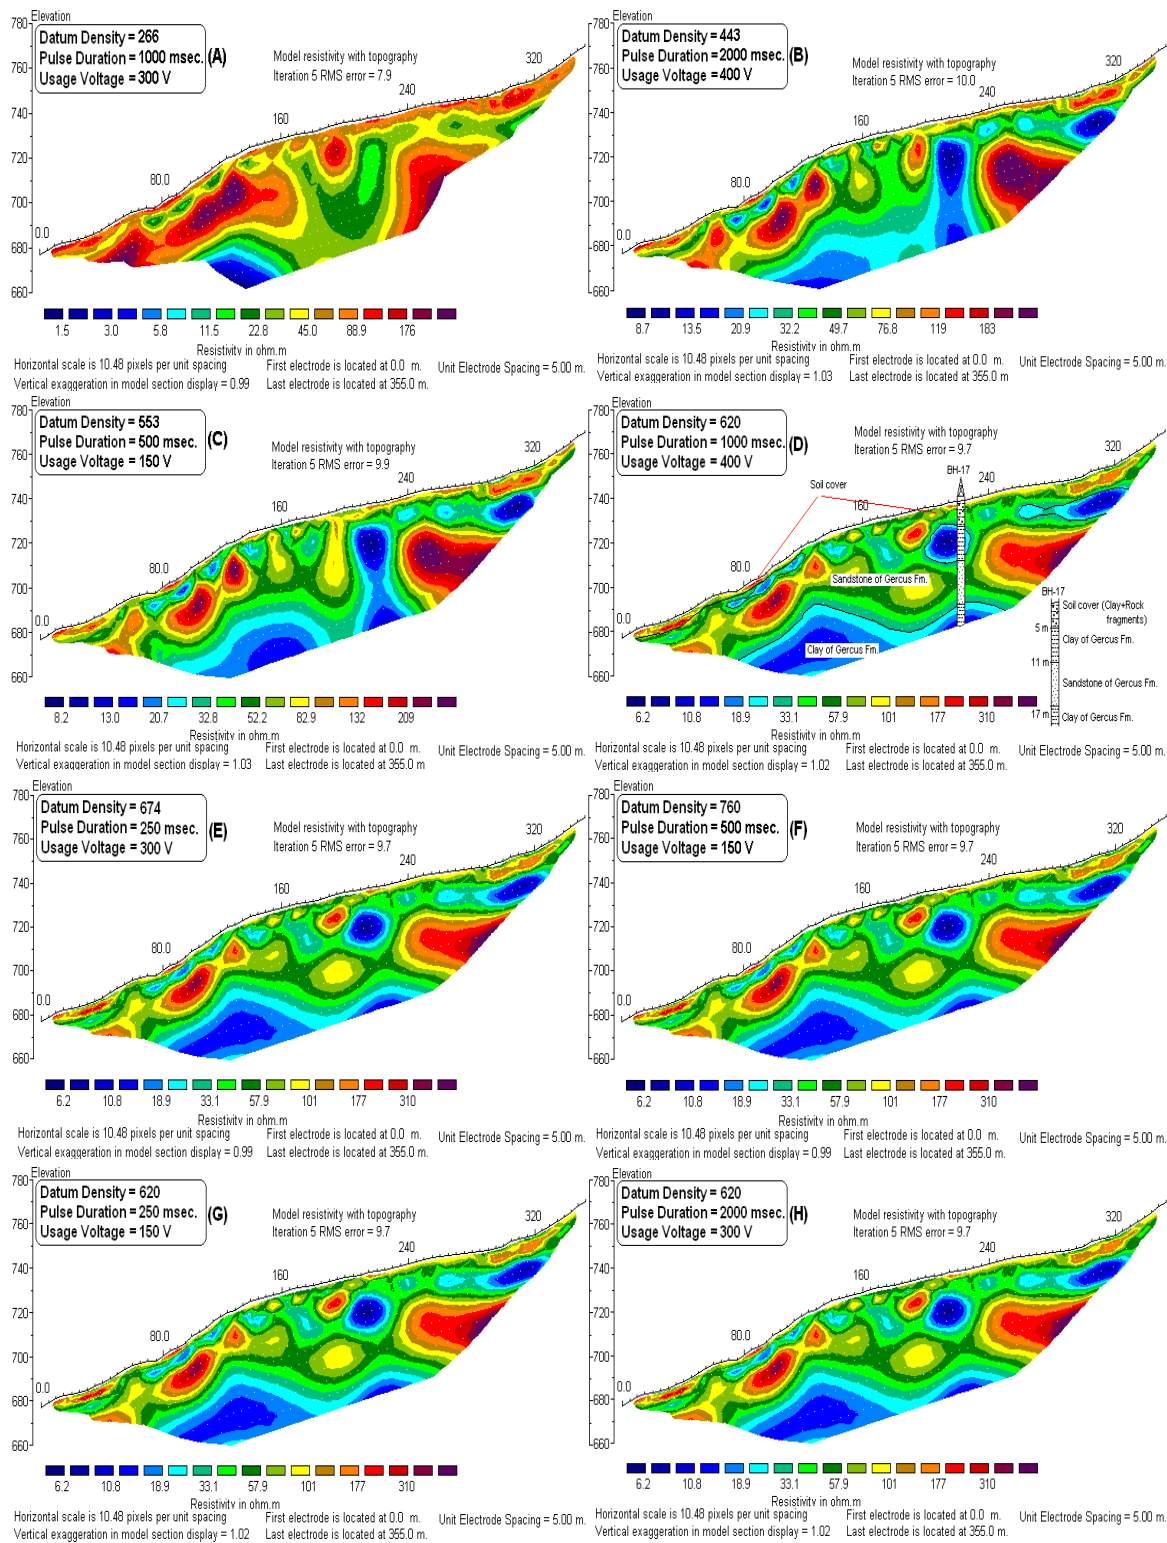 Elevation
780
Datum Density = 266
Pulse Duration = 1000 msec.
Usage Voltage = 300 V
(A)
Model resistivity with topography
Iteration 5 RMS error = 7.9
320
760
240
740
160
720
80.0
700
0.0
680
660
1.5 3.0 5.8 11.5 22.8 45.0 88.9 176
Resistivity in ohm.m
Horizontal scale is 10.48 pixels per unit spacing
Vertical exaggeration in model section display = 0.99
First electrode is located at 0.0 m.
Last electrode is located at 355.0 m.
Unit Electrode Spacing = 5.00 m.
Elevation
780
Datum Density = 443
Pulse Duration = 2000 msec.
Usage Voltage = 400 V
(B)
Model resistivity with topography
Iteration 5 RMS error = 10.0
320
760
240
740
160
720
80.0
700
0.0
680
660
8.7 13.5 20.9 32.2 49.7 76.8 119 183
Resistivity in ohm.m
Horizontal scale is 10.48 pixels per unit spacing
Vertical exaggeration in model section display = 1.03
First electrode is located at 0.0 m.
Last electrode is located at 355.0 m.
Unit Electrode Spacing = 5.00 m.
Elevation
780
Datum Density = 553
Pulse Duration = 500 msec.
Usage Voltage = 150 V
(C)
Model resistivity with topography
Iteration 5 RMS error = 9.9
320
760
240
740
160
720
80.0
700
0.0
680
660
8.2 13.0 20.7 32.8 52.2 82.9 132 209
Resistivity in ohm.m
Horizontal scale is 10.48 pixels per unit spacing
Vertical exaggeration in model section display = 1.03
First electrode is located at 0.0 m.
Last electrode is located at 355.0 m
Unit Electrode Spacing = 5.00 m.
Elevation
780
Datum Density = 620
Pulse Duration = 1000 msec.
Usage Voltage = 400 V
(D)
Model resistivity with topography
Iteration 5 RMS error = 9.7
320
BH-17
240
760
Soil cover
160
740
720
80.0
Sandstone of Gercus Fm.
700
0.0
680
Clay of Gercus Fm.
660
BH-17
Soil cover (Clay+Rock
fragments)
5 m
Clay of Gercus Fm.
11 m
Sandstone of Gercus Fm.
17 m
Clay of Gercus Fm.
6.2 10.8 18.9 33.1 57.9 101 177 310
Resistivity in ohm.m
Horizontal scale is 10.48 pixels per unit spacing
Vertical exaggeration in model section display = 1.02
First electrode is located at 0.0 m.
Last electrode is located at 355.0 m.
Unit Electrode Spacing = 5.00 m.
Elevation
780
Datum Density = 674
Pulse Duration = 250 msec.
Usage Voltage = 300 V
(E)
Model resistivity with topography
Iteration 5 RMS error = 9.7
320
760
240
740
160
720
80.0
700
0.0
680
660
6.2 10.8 18.9 33.1 57.9 101 177 310
Resistivity in ohm.m
Horizontal scale is 10.48 pixels per unit spacing
Vertical exaggeration in model section display = 0.99
First electrode is located at 0.0 m.
Last electrode is located at 355.0 m.
Unit Electrode Spacing = 5.00 m.
Elevation
780
Datum Density = 760
Pulse Duration = 500 msec.
Usage Voltage = 150 V
(F)
Model resistivity with topography
Iteration 5 RMS error = 9.7
320
760
240
740
160
720
80.0
700
0.0
680
660
6.2 10.8 18.9 33.1 57.9 101 177 310
Resistivity in ohm.m
Horizontal scale is 10.48 pixels per unit spacing
Vertical exaggeration in model section display = 0.99
First electrode is located at 0.0 m.
Last electrode is located at 355.0 m.
Unit Electrode Spacing = 5.00 m.
Elevation
780
Datum Density = 620
Pulse Duration = 250 msec.
Usage Voltage = 150 V
(G)
Model resistivity with topography
Iteration 5 RMS error = 9.7
320
760
240
740
160
720
80.0
700
0.0
680
660
6.2 10.8 18.9 33.1 57.9 101 177 310
Resistivity in ohm.m
Horizontal scale is 10.48 pixels per unit spacing
Vertical exaggeration in model section display = 1.02
First electrode is located at 0.0 m.
Last electrode is located at 355.0 m.
Unit Electrode Spacing = 5.00 m.
Elevation
780
Datum Density = 620
Pulse Duration = 2000 msec.
Usage Voltage = 300 V
(H)
Model resistivity with topography
Iteration 5 RMS error = 9.7
320
760
240
740
160
720
80.0
700
0.0
680
660
6.2 10.8 18.9 33.1 57.9 101 177 310
Resistivity in ohm.m
Horizontal scale is 10.48 pixels per unit spacing
Vertical exaggeration in model section display = 1.02
First electrode is located at 0.0 m.
Last electrode is located at 355.0 m.
Unit Electrode Spacing = 5.00 m.